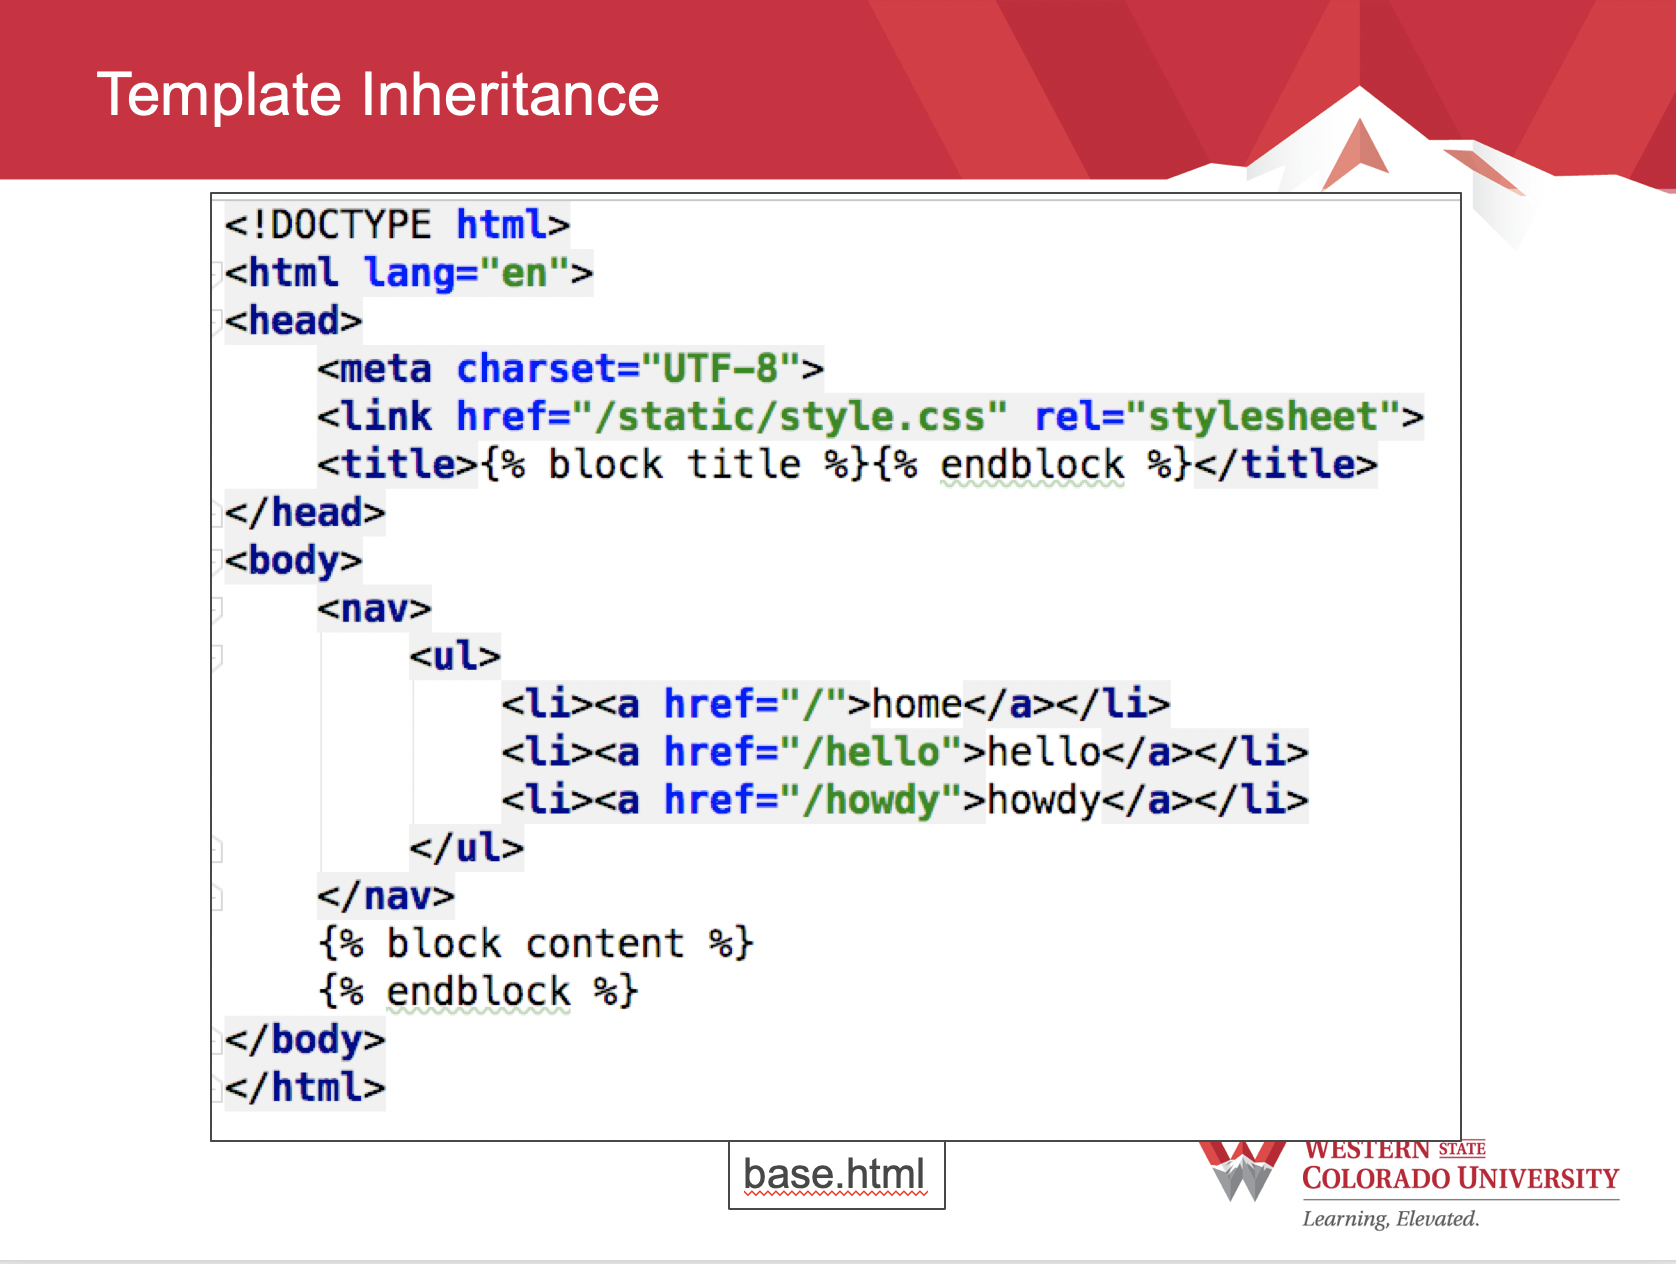 Template Inheritance
<!DOCTYPE html>
<html lang="en">
<head>
    <meta charset="UTF-8">
    <link href="/static/style.css" rel="stylesheet">
    <title>{% block title %}{% endblock %}</title>
</head>
<body>
    <nav>
        <ul>
            <li><a href="/">home</a></li>
            <li><a href="/hello">hello</a></li>
            <li><a href="/howdy">howdy</a></li>
        </ul>
    </nav>
    {% block content %}
    {% endblock %}
</body>
</html>
base.html
WESTERN STATE
COLORADO UNIVERSITY
Learning, Elevated.